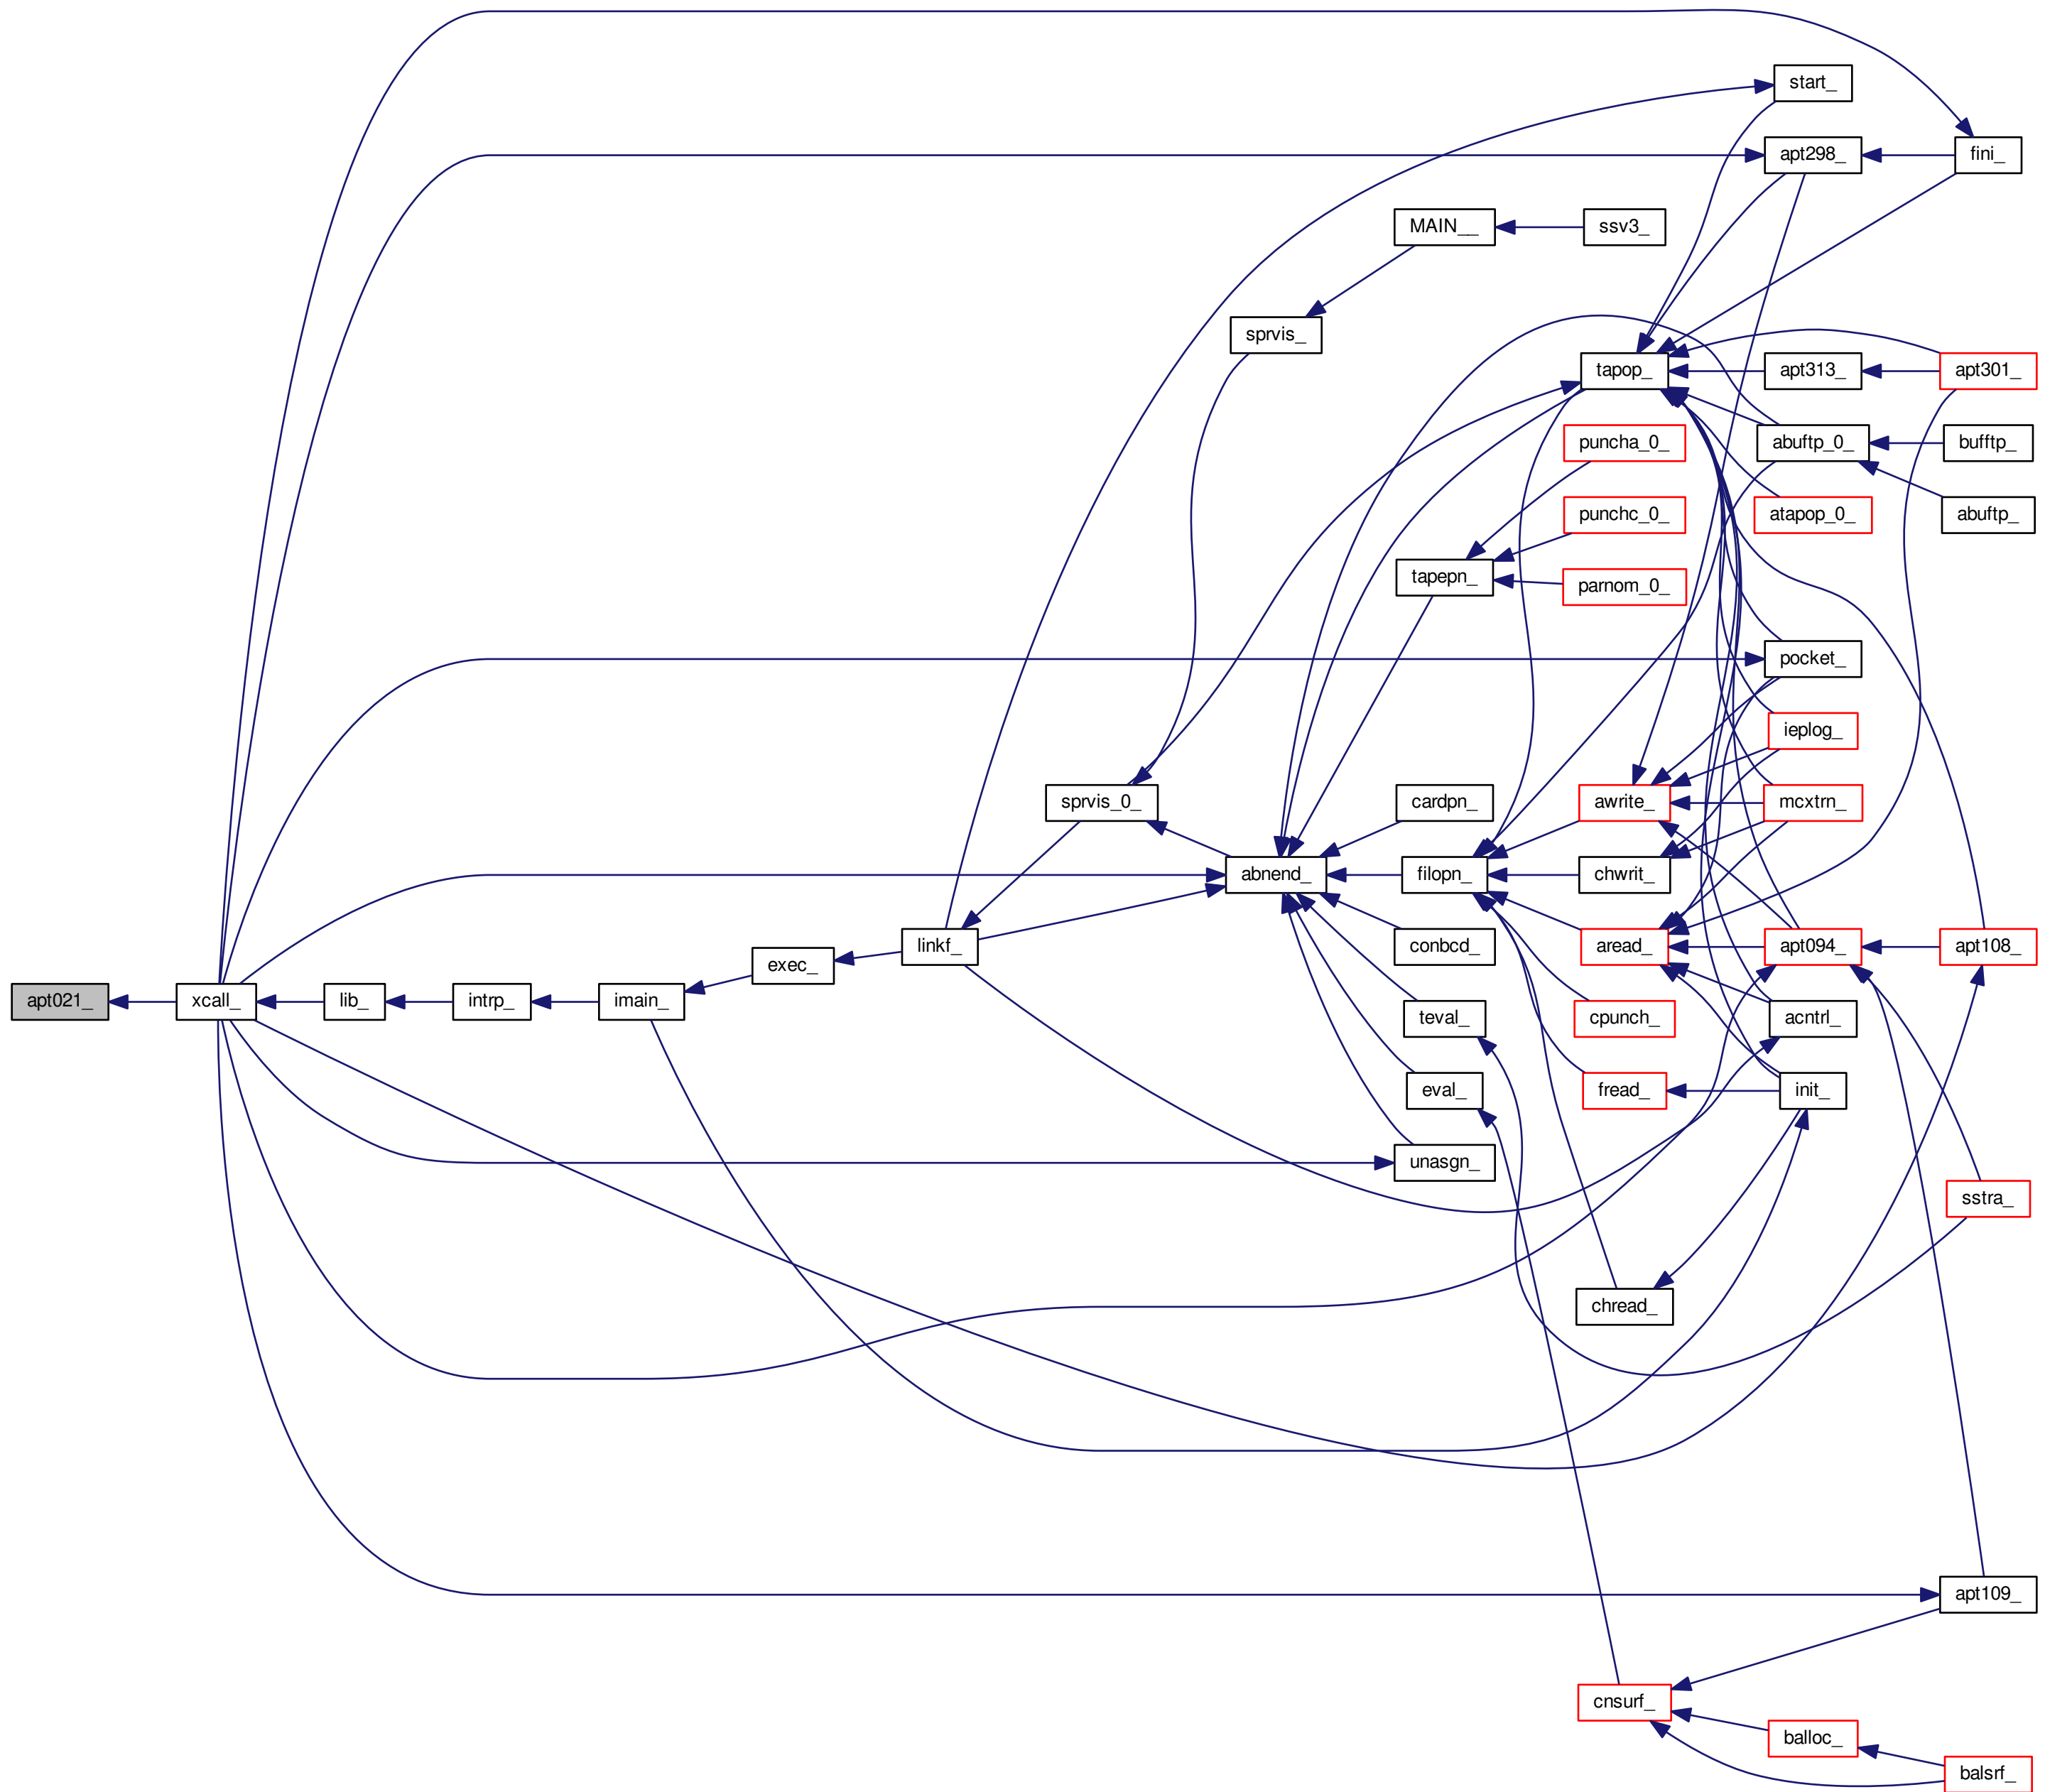 start_
apt298_
fini_
MAIN__
ssv3_
sprvis_
tapop_
apt313_
apt301_
puncha_0_
abuftp_0_
bufftp_
punchc_0_
atapop_0_
abuftp_
tapepn_
parnom_0_
pocket_
ieplog_
sprvis_0_
cardpn_
awrite_
mcxtrn_
abnend_
filopn_
chwrit_
linkf_
conbcd_
aread_
apt094_
apt108_
exec_
apt021_
xcall_
lib_
intrp_
imain_
teval_
cpunch_
acntrl_
eval_
fread_
init_
unasgn_
sstra_
chread_
apt109_
cnsurf_
balloc_
balsrf_